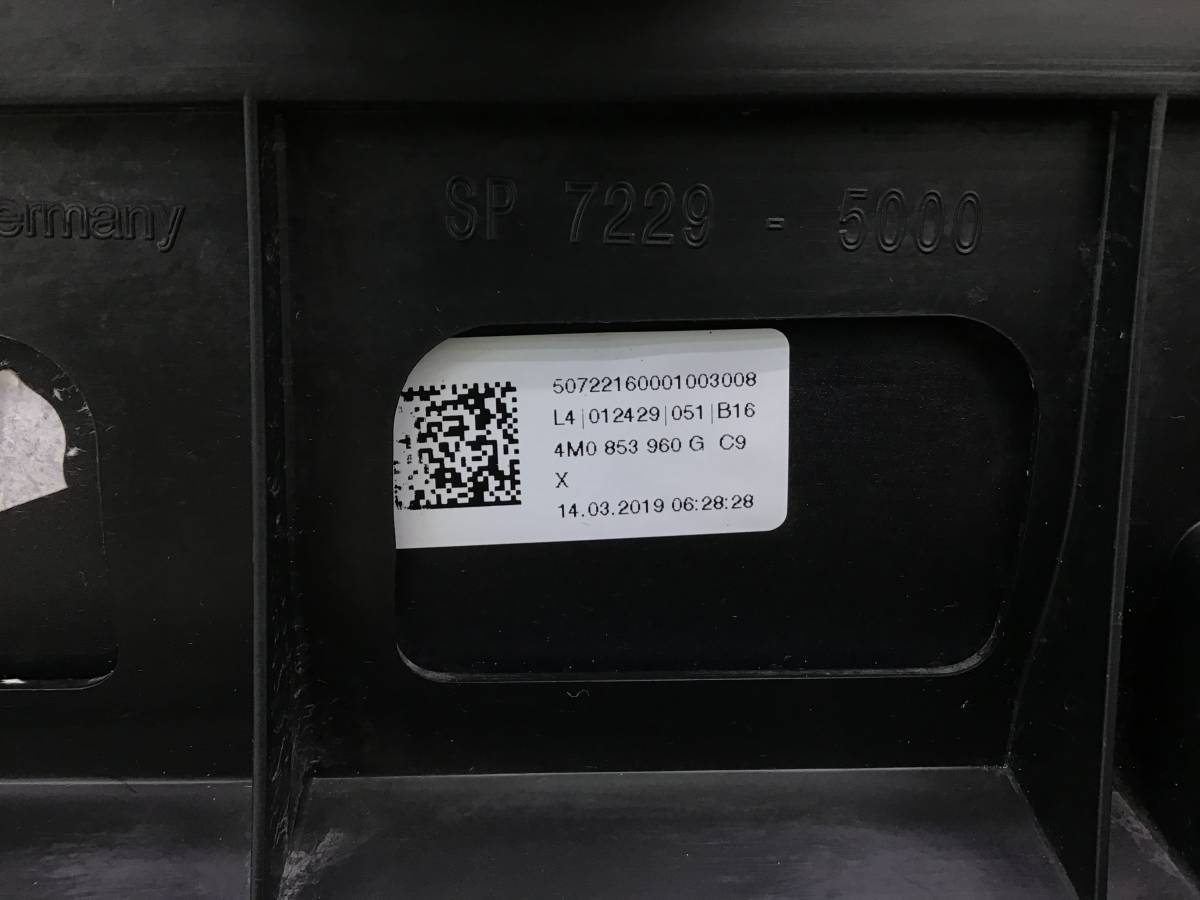 ermany
SP 7229 - 5000
50722160001003008
L4|012429|051|B16
4M0 853 960 G C9
X
14.03.2019 06:28:28